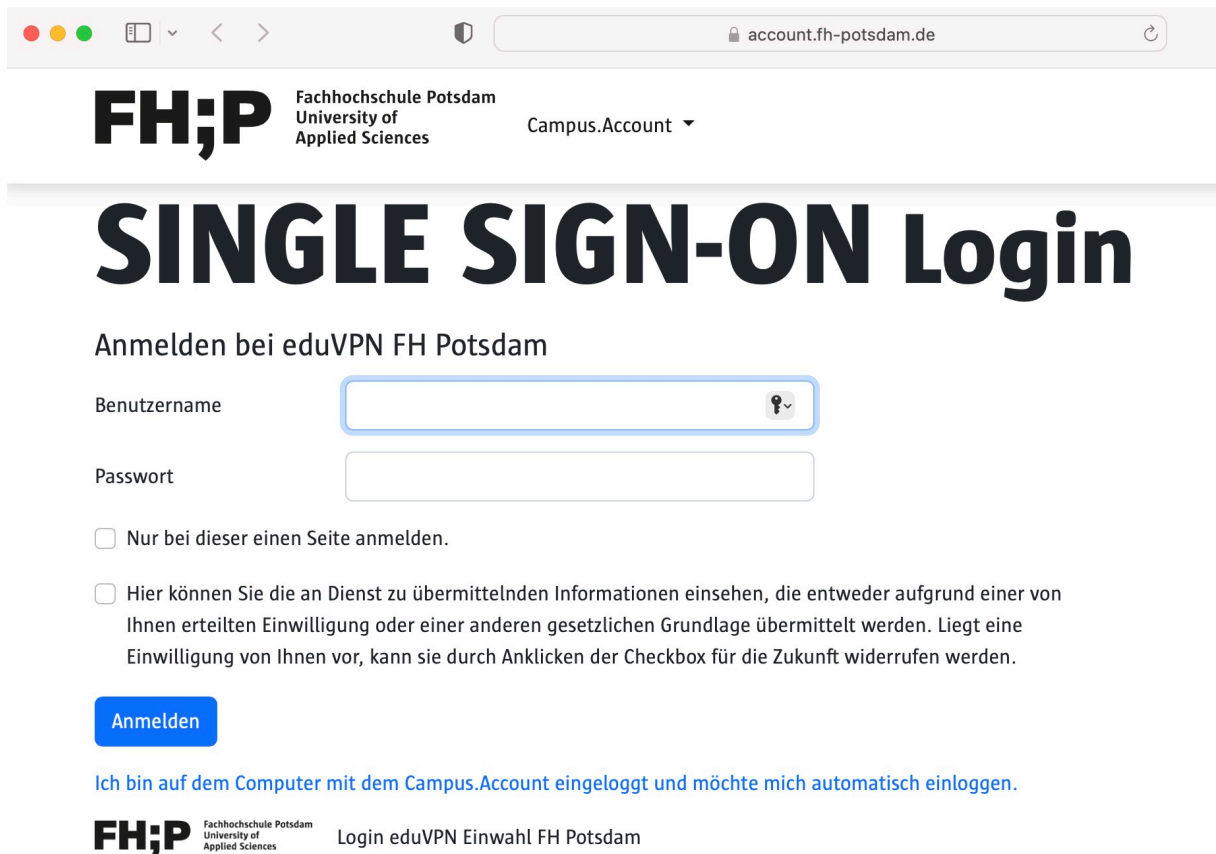 account.fh-potsdam.de
FH;P
Fachhochschule Potsdam
University of
Applied Sciences
Campus.Account
SINGLE SIGN-ON Login
Anmelden bei eduVPN FH Potsdam
Benutzername
Passwort
Nur bei dieser einen Seite anmelden.
Hier können Sie die an Dienst zu übermittelnden Informationen einsehen, die entweder aufgrund einer von
Ihnen erteilten Einwilligung oder einer anderen gesetzlichen Grundlage übermittelt werden. Liegt eine
Einwilligung von Ihnen vor, kann sie durch Anklicken der Checkbox für die Zukunft widerrufen werden.
Anmelden
Ich bin auf dem Computer mit dem Campus.Account eingeloggt und möchte mich automatisch einloggen.
FH;P
Fachhochschule Potsdam
University of
Applied Sciences
Login eduVPN Einwahl FH Potsdam